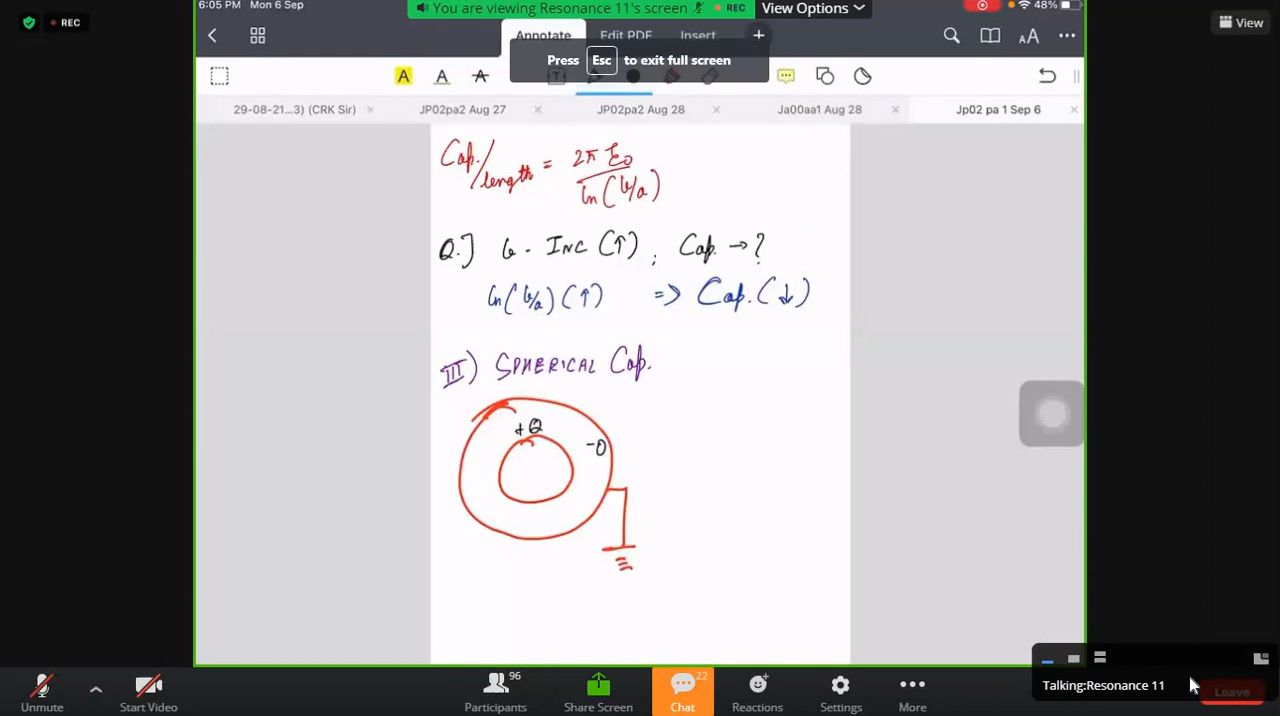 6:05 PM Mon 6 Sep
You are viewing Resonance 11's screen
REC
View Options
48%
REC
View
Annotate
Edit PDF
Insert
+
AA
Press Esc to exit full screen
A A A
29-08-21...3) (CRK Sir) ×
JP02pa2 Aug 27 ×
JP02pa2 Aug 28 ×
Ja00aa1 Aug 28 ×
Jp02 pa 1 Sep 6 ×
Cap./length = 2π ε0 / ln(b/a)
Q.] b - INC (↑) ; Cap. → ?
ln(b/a) (↑) => Cap. (↓)
III) SPHERICAL Cap.
+Q
-Q
Talking:Resonance 11
Unmute
Start Video
96
Participants
Share Screen
22
Chat
Reactions
Settings
More
Leave